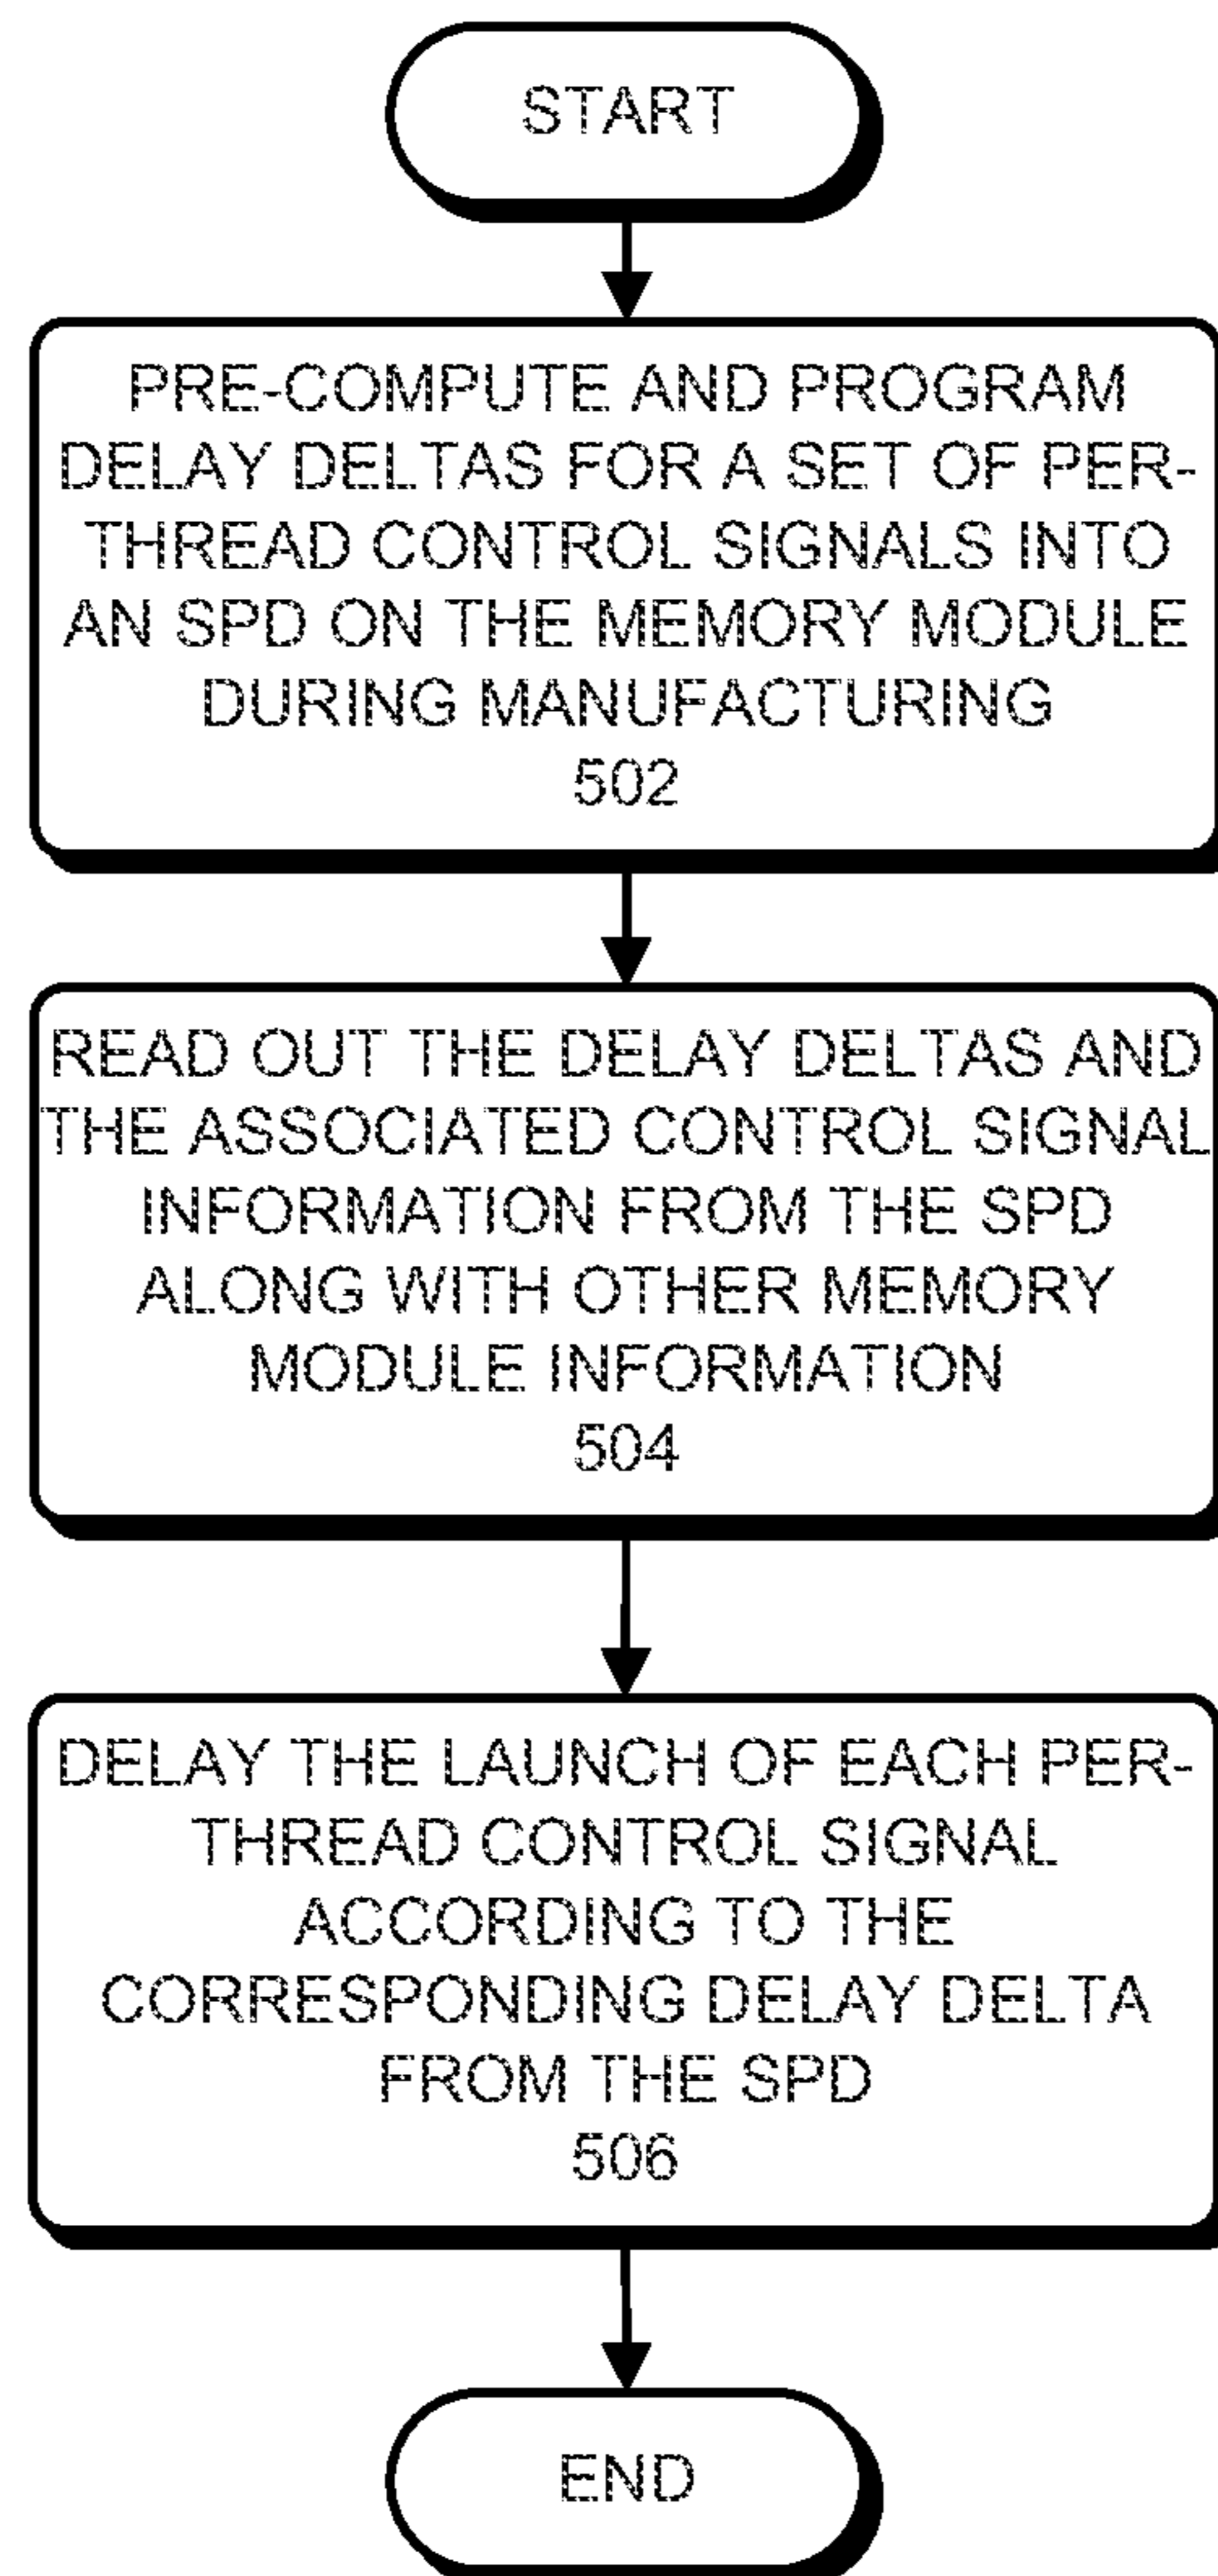 START
PRE-COMPUTE AND PROGRAM
DELAY DELTAS FOR A SET OF PER-
THREAD CONTROL SIGNALS INTO
AN SPD ON THE MEMORY MODULE
DURING MANUFACTURING
502
READ OUT THE DELAY DELTAS AND
THE ASSOCIATED CONTROL SIGNAL
INFORMATION FROM THE SPD
ALONG WITH OTHER MEMORY
MODULE INFORMATION
504
DELAY THE LAUNCH OF EACH PER-
THREAD CONTROL SIGNAL
ACCORDING TO THE
CORRESPONDING DELAY DELTA
FROM THE SPD
506
END